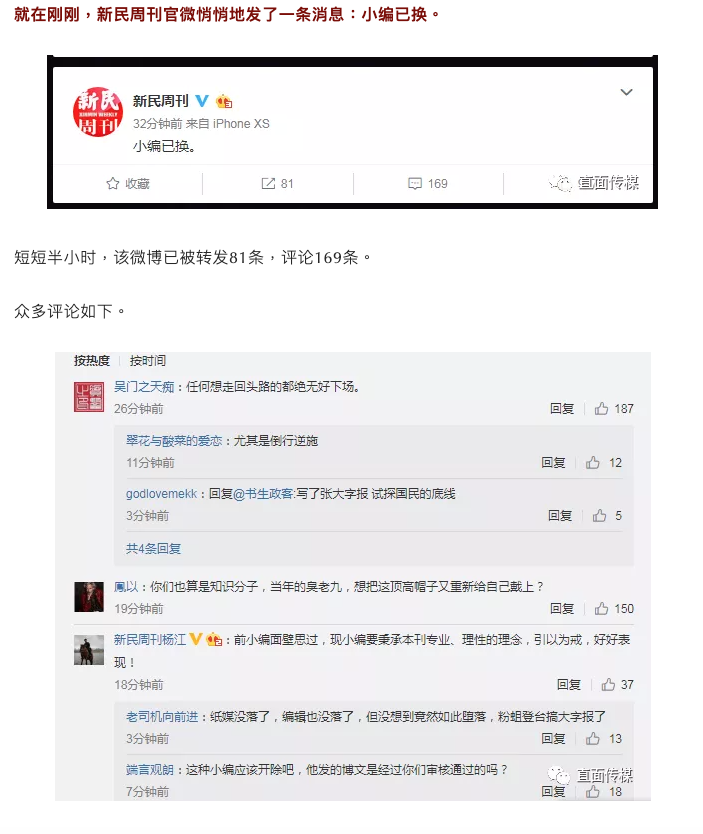 就在刚刚，新民周刊官微悄悄地发了一条消息：小编已换。
新民
XINMIN WEEKLY
周刊
新民周刊
32分钟前 来自 iPhone XS
小编已换。
收藏
81
169
直面传媒
短短半小时，该微博已被转发81条，评论169条。
众多评论如下。
按热度 按时间
吴门之天痴：任何想走回头路的都绝无好下场。
26分钟前
回复 187
翠花与酸菜的爱恋：尤其是倒行逆施
11分钟前
回复 12
godlovemekk：回复@书生政客:写了张大字报 试探国民的底线
3分钟前
回复 5
共4条回复
鳳以：你们也算是知识分子，当年的臭老九，想把这顶高帽子又重新给自己戴上？
19分钟前
回复 150
新民周刊杨江：前小编面壁思过，现小编要秉承本刊专业、理性的理念，引以为戒，好好表
现！
18分钟前
回复 37
老司机向前进：纸媒没落了，编辑也没落了，但没想到竟然如此堕落，粉蛆登台搞大字报了
3分钟前
回复 13
端言观朗：这种小编应该开除吧，他发的博文是经过你们审核通过的吗？
直面传媒
7分钟前
回复 18